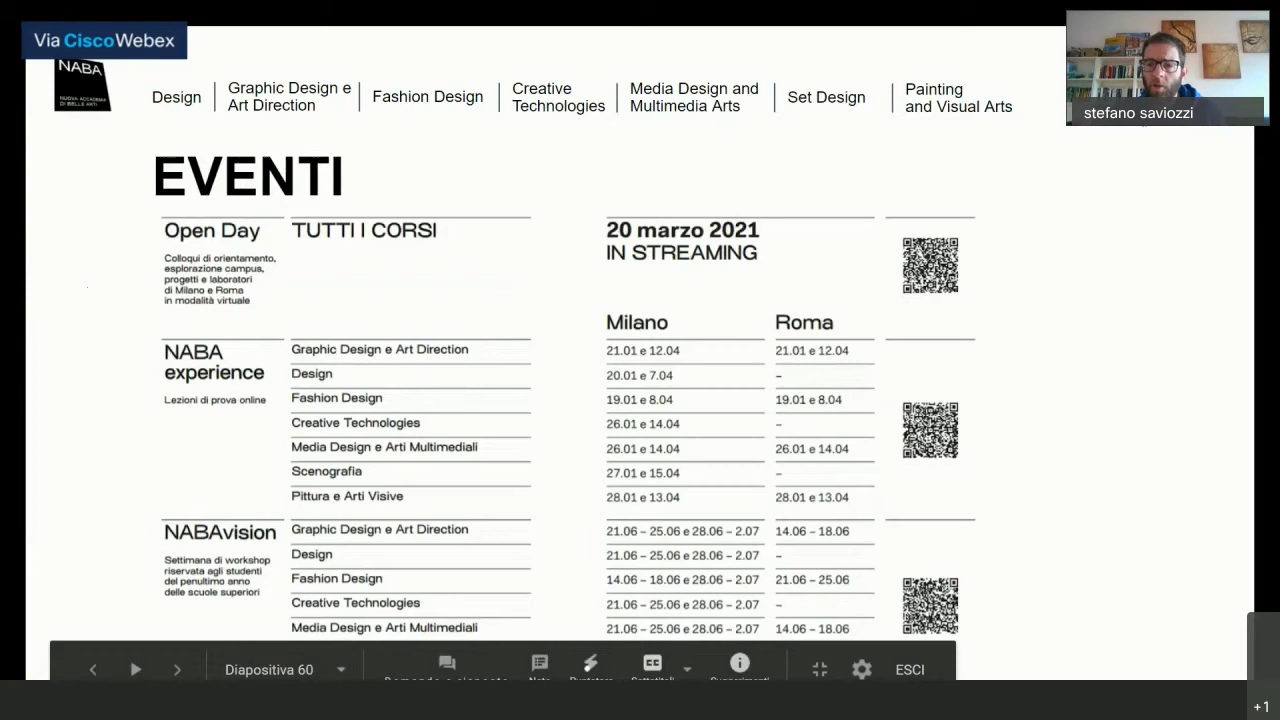 Via CiscoWebex
NABA
NUOVA ACCADEMIA
DI BELLE ARTI
Design
Graphic Design e
Art Direction
Fashion Design
Creative
Technologies
Media Design and
Multimedia Arts
Set Design
Painting
and Visual Arts
stefano saviozzi
EVENTI
Open Day
Colloqui di orientamento,
esplorazione campus,
progetti e laboratori
di Milano e Roma
in modalità virtuale
TUTTI I CORSI
20 marzo 2021
IN STREAMING
Milano Roma
NABA
experience
Lezioni di prova online
Graphic Design e Art Direction 21.01 e 12.04 21.01 e 12.04
Design 20.01 e 7.04 –
Fashion Design 19.01 e 8.04 19.01 e 8.04
Creative Technologies 26.01 e 14.04 –
Media Design e Arti Multimediali 26.01 e 14.04 26.01 e 14.04
Scenografia 27.01 e 15.04 –
Pittura e Arti Visive 28.01 e 13.04 28.01 e 13.04
NABAvision
Settimana di workshop
riservata agli studenti
del penultimo anno
delle scuole superiori
Graphic Design e Art Direction 21.06 – 25.06 e 28.06 – 2.07 14.06 – 18.06
Design 21.06 – 25.06 e 28.06 – 2.07 –
Fashion Design 14.06 – 18.06 e 28.06 – 2.07 21.06 – 25.06
Creative Technologies 21.06 – 25.06 e 28.06 – 2.07 –
Media Design e Arti Multimediali 21.06 – 25.06 e 28.06 – 2.07 14.06 – 18.06
Diapositiva 60
CC
ESCI
+1